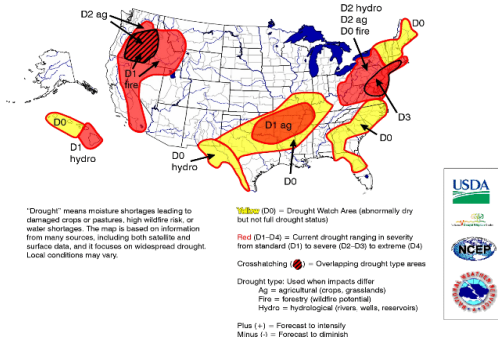 D2 ag
D2 hydro
D2 ag
D0 fire
D0
D1
fire
D3
D0
D1 ag
D0
D1
hydro
D0
hydro
D0
"Drought" means moisture shortages leading to
damaged crops or pastures, high wildfire risk, or
water shortages. The map is based on information
from many sources, including both satellite and
surface data, and it focuses on widespread drought.
Local conditions may vary.
Yellow (D0) = Drought Watch Area (abnormally dry
but not full drought status)
Red (D1–D4) = Current drought ranging in severity
from standard (D1) to severe (D2–D3) to extreme (D4)
Crosshatching ( ) = Overlapping drought type areas
Drought type: Used when impacts differ
Ag = agricultural (crops, grasslands)
Fire = forestry (wildfire potential)
Hydro = hydrological (rivers, wells, reservoirs)
Plus (+) = Forecast to intensify
Minus (-) = Forecast to diminish
USDA
NCEP